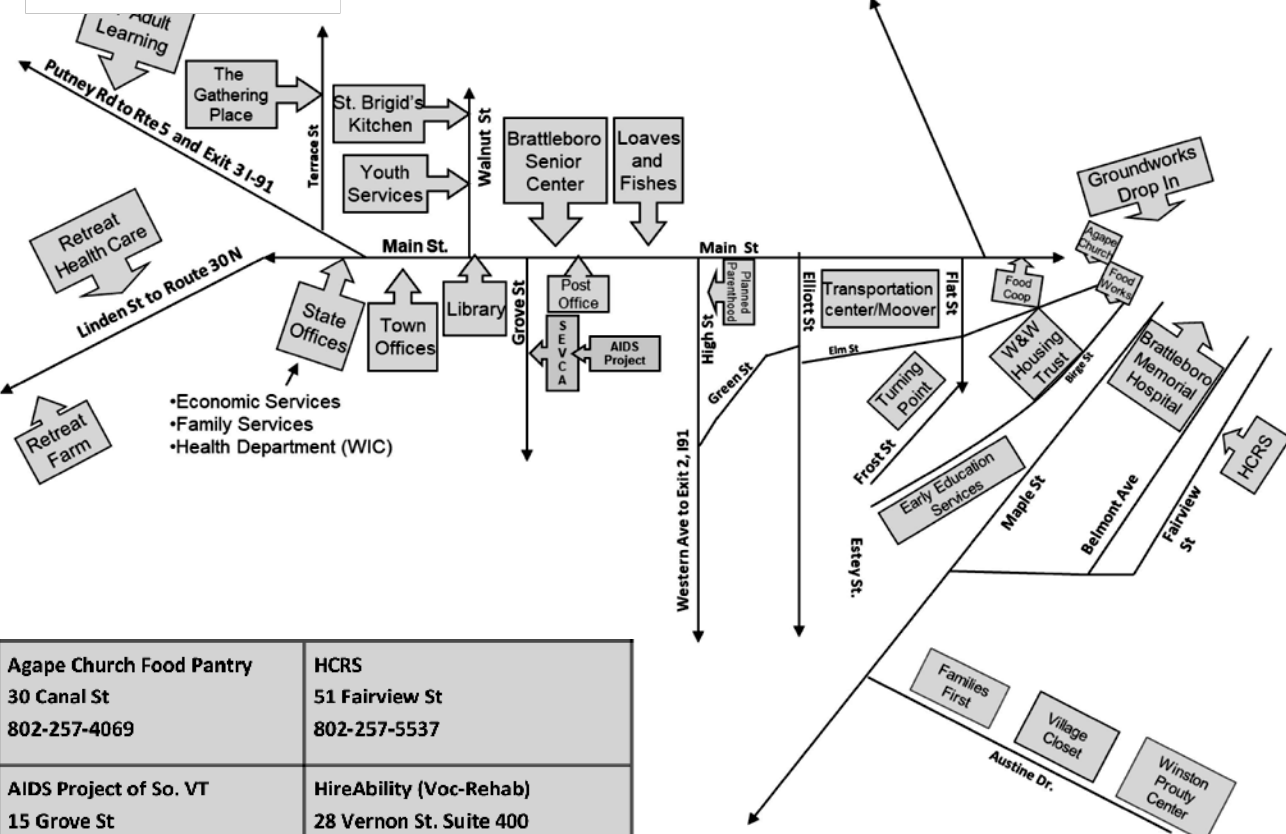 Adult
Learning
Putney Rd to Rte 5 and Exit 3 I-91
The
Gathering
Place
Terrace St
St. Brigid's
Kitchen
Youth
Services
Walnut St
Brattleboro
Senior
Center
Loaves
and
Fishes
Groundworks
Drop In
Retreat
Health Care
Linden St to Route 30 N
Main St.
Main St
Agape
Church
Food
Works
State
Offices
Town
Offices
Library
Grove St
Post
Office
SEVCA
AIDS
Project
Planned
Parenthood
High St
Elliott St
Transportation
center/Moover
Flat St
Food
Coop
W&W
Housing
Trust
Birge St
Brattleboro
Memorial
Hospital
Elm St
Green St
Turning
Point
Frost St
•Economic Services
•Family Services
•Health Department (WIC)
Retreat
Farm
Western Ave to Exit 2, I91
Early Education
Services
Estey St.
Maple St
Belmont Ave
Fairview
St
HCRS
Families
First
Village
Closet
Winston
Prouty
Center
Austine Dr.
Agape Church Food Pantry
30 Canal St
802-257-4069
HCRS
51 Fairview St
802-257-5537
AIDS Project of So. VT
15 Grove St
HireAbility (Voc-Rehab)
28 Vernon St. Suite 400